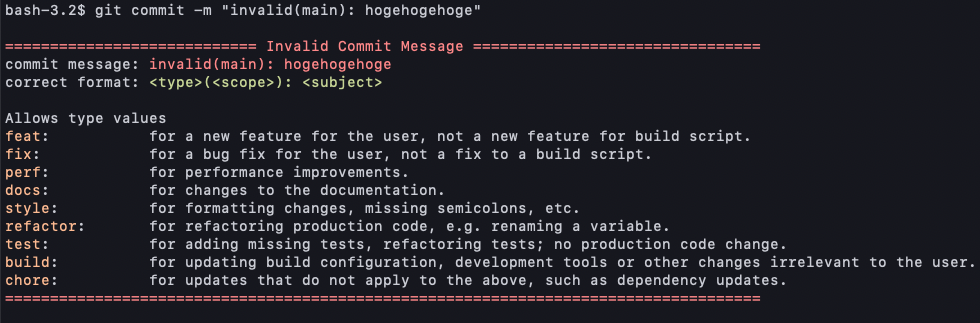 bash-3.2$ git commit -m "invalid(main): hogehogehoge"
============================ Invalid Commit Message ================================
commit message: invalid(main): hogehogehoge
correct format: <type>(<scope>): <subject>
Allows type values
feat: for a new feature for the user, not a new feature for build script.
fix: for a bug fix for the user, not a fix to a build script.
perf: for performance improvements.
docs: for changes to the documentation.
style: for formatting changes, missing semicolons, etc.
refactor: for refactoring production code, e.g. renaming a variable.
test: for adding missing tests, refactoring tests; no production code change.
build: for updating build configuration, development tools or other changes irrelevant to the user.
chore: for updates that do not apply to the above, such as dependency updates.
====================================================================================